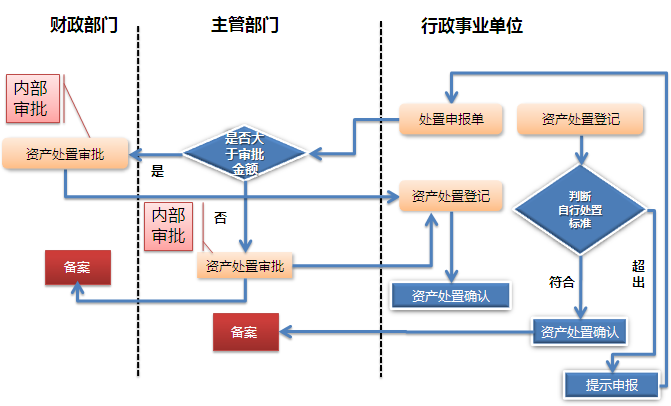 财政部门
主管部门
行政事业单位
内部
审批
处置申报单
资产处置登记
资产处置审批
是否大
于审批
金额
是
资产处置登记
判断
自行处置
标准
内部
审批
否
资产处置审批
备案
超
出
符合
资产处置确认
备案
资产处置确认
提示申报